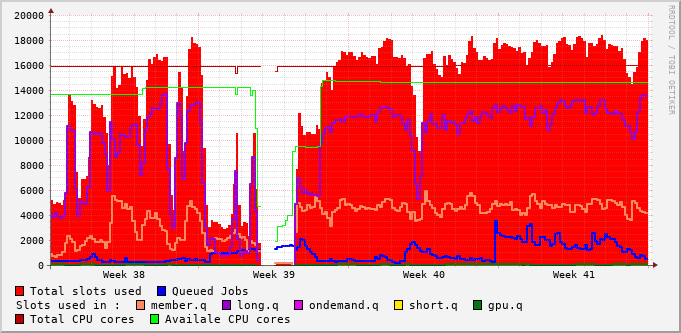 20000
18000
16000
14000
12000
10000
8000
6000
4000
2000
0
Week 38 Week 39 Week 40 Week 41
RRDTOOL / TOBI OETIKER
Total slots used Queued Jobs
Slots used in : member.q long.q ondemand.q short.q gpu.q
Total CPU cores Availale CPU cores